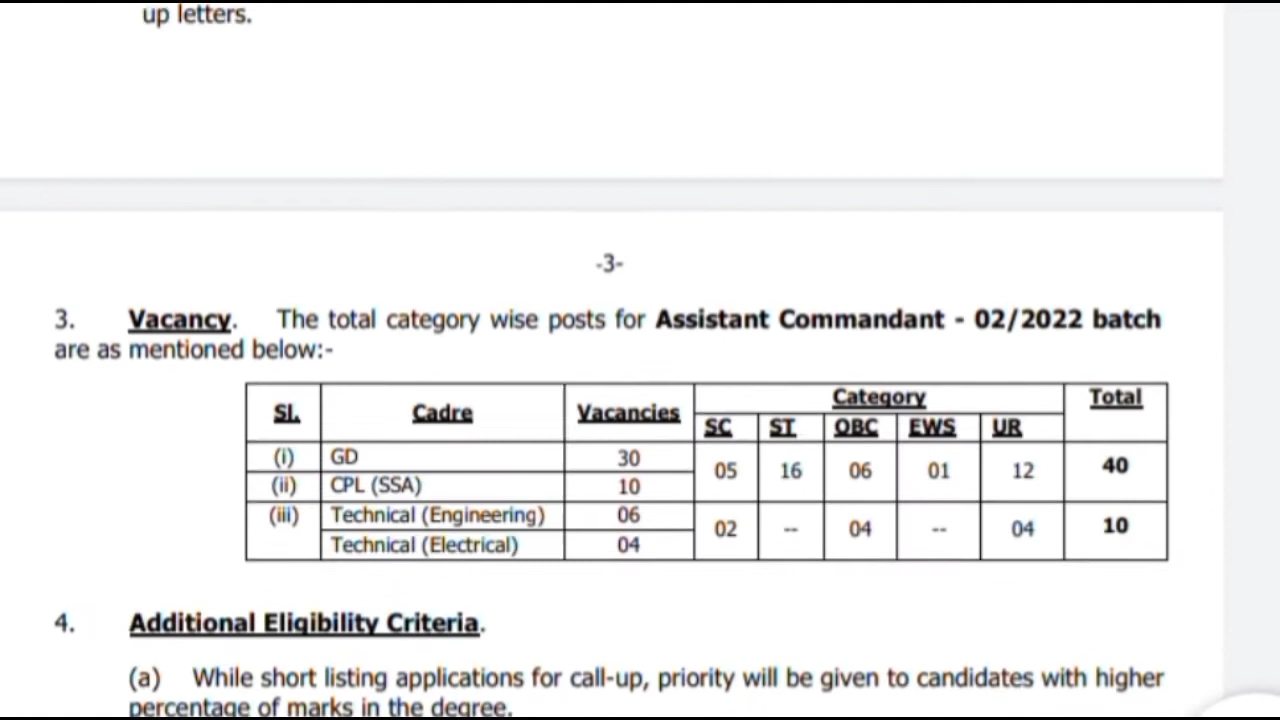 up letters.
-3-
3. Vacancy. The total category wise posts for Assistant Commandant - 02/2022 batch
are as mentioned below:-
Sl. Cadre Vacancies Category Total
SC ST OBC EWS UR
(i) GD 30 05 16 06 01 12 40
(ii) CPL (SSA) 10
(iii) Technical (Engineering) 06 02 -- 04 -- 04 10
Technical (Electrical) 04
4. Additional Eligibility Criteria.
(a) While short listing applications for call-up, priority will be given to candidates with higher
percentage of marks in the degree.